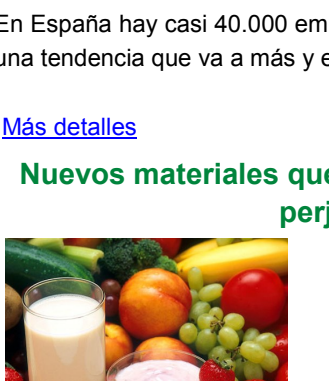 En España hay casi 40.000 em
una tendencia que va a más y e
Más detalles
Nuevos materiales que
perj